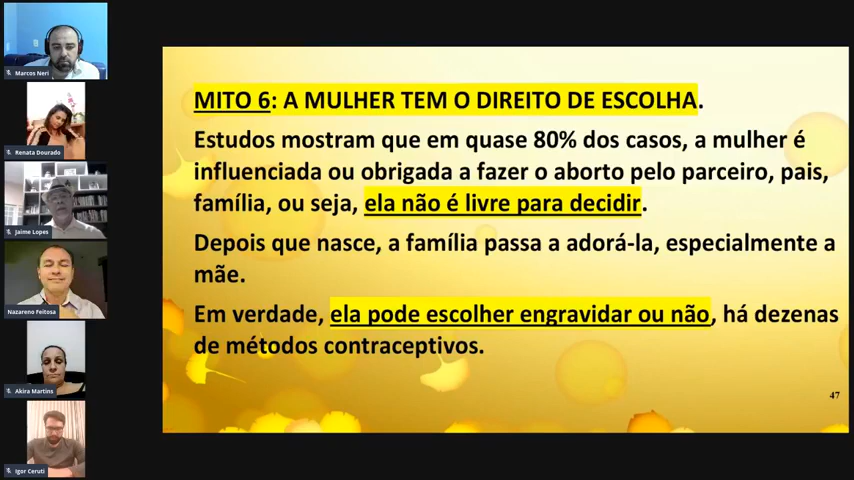 Marcos Neri
Renata Dourado
Jaime Lopes
Nazareno Feitosa
Akira Martins
Igor Ceruti
MITO 6: A MULHER TEM O DIREITO DE ESCOLHA.
Estudos mostram que em quase 80% dos casos, a mulher é
influenciada ou obrigada a fazer o aborto pelo parceiro, pais,
família, ou seja, ela não é livre para decidir.
Depois que nasce, a família passa a adorá-la, especialmente a
mãe.
Em verdade, ela pode escolher engravidar ou não, há dezenas
de métodos contraceptivos.
47